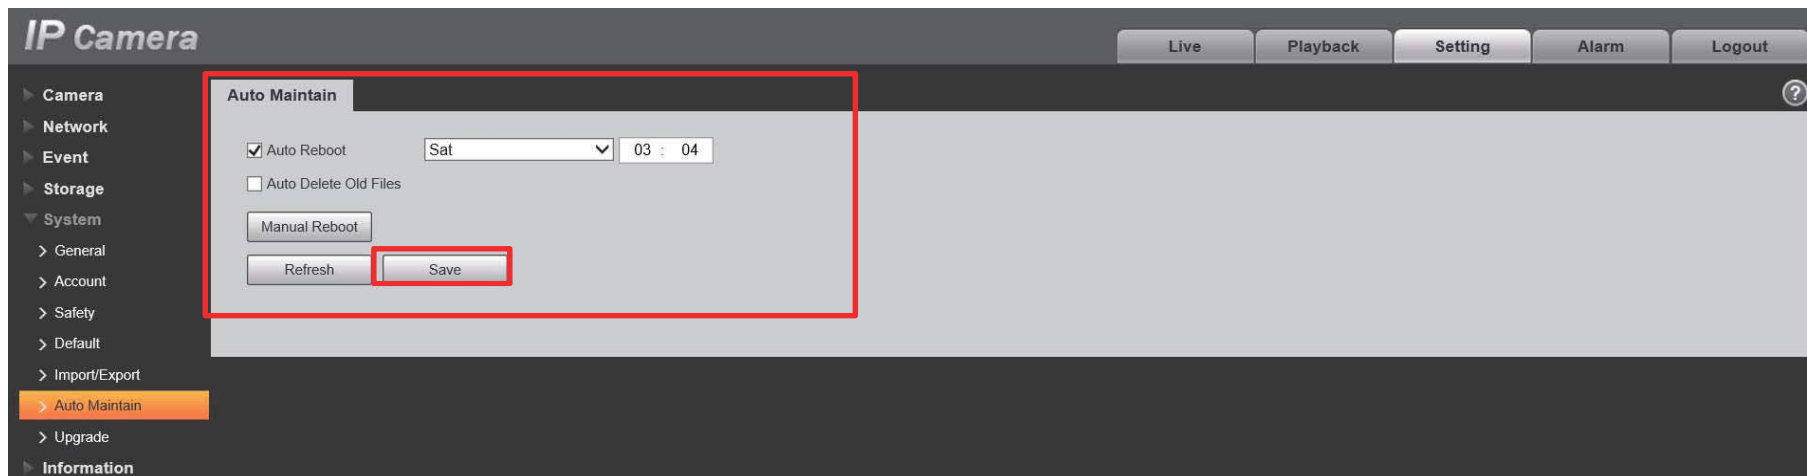 IP Camera
Live Playback Setting Alarm Logout
Camera
Network
Event
Storage
System
General
Account
Safety
Default
Import/Export
Auto Maintain
Upgrade
Information
Auto Maintain
?
Auto Reboot Sat 03 : 04
Auto Delete Old Files
Manual Reboot
Refresh Save